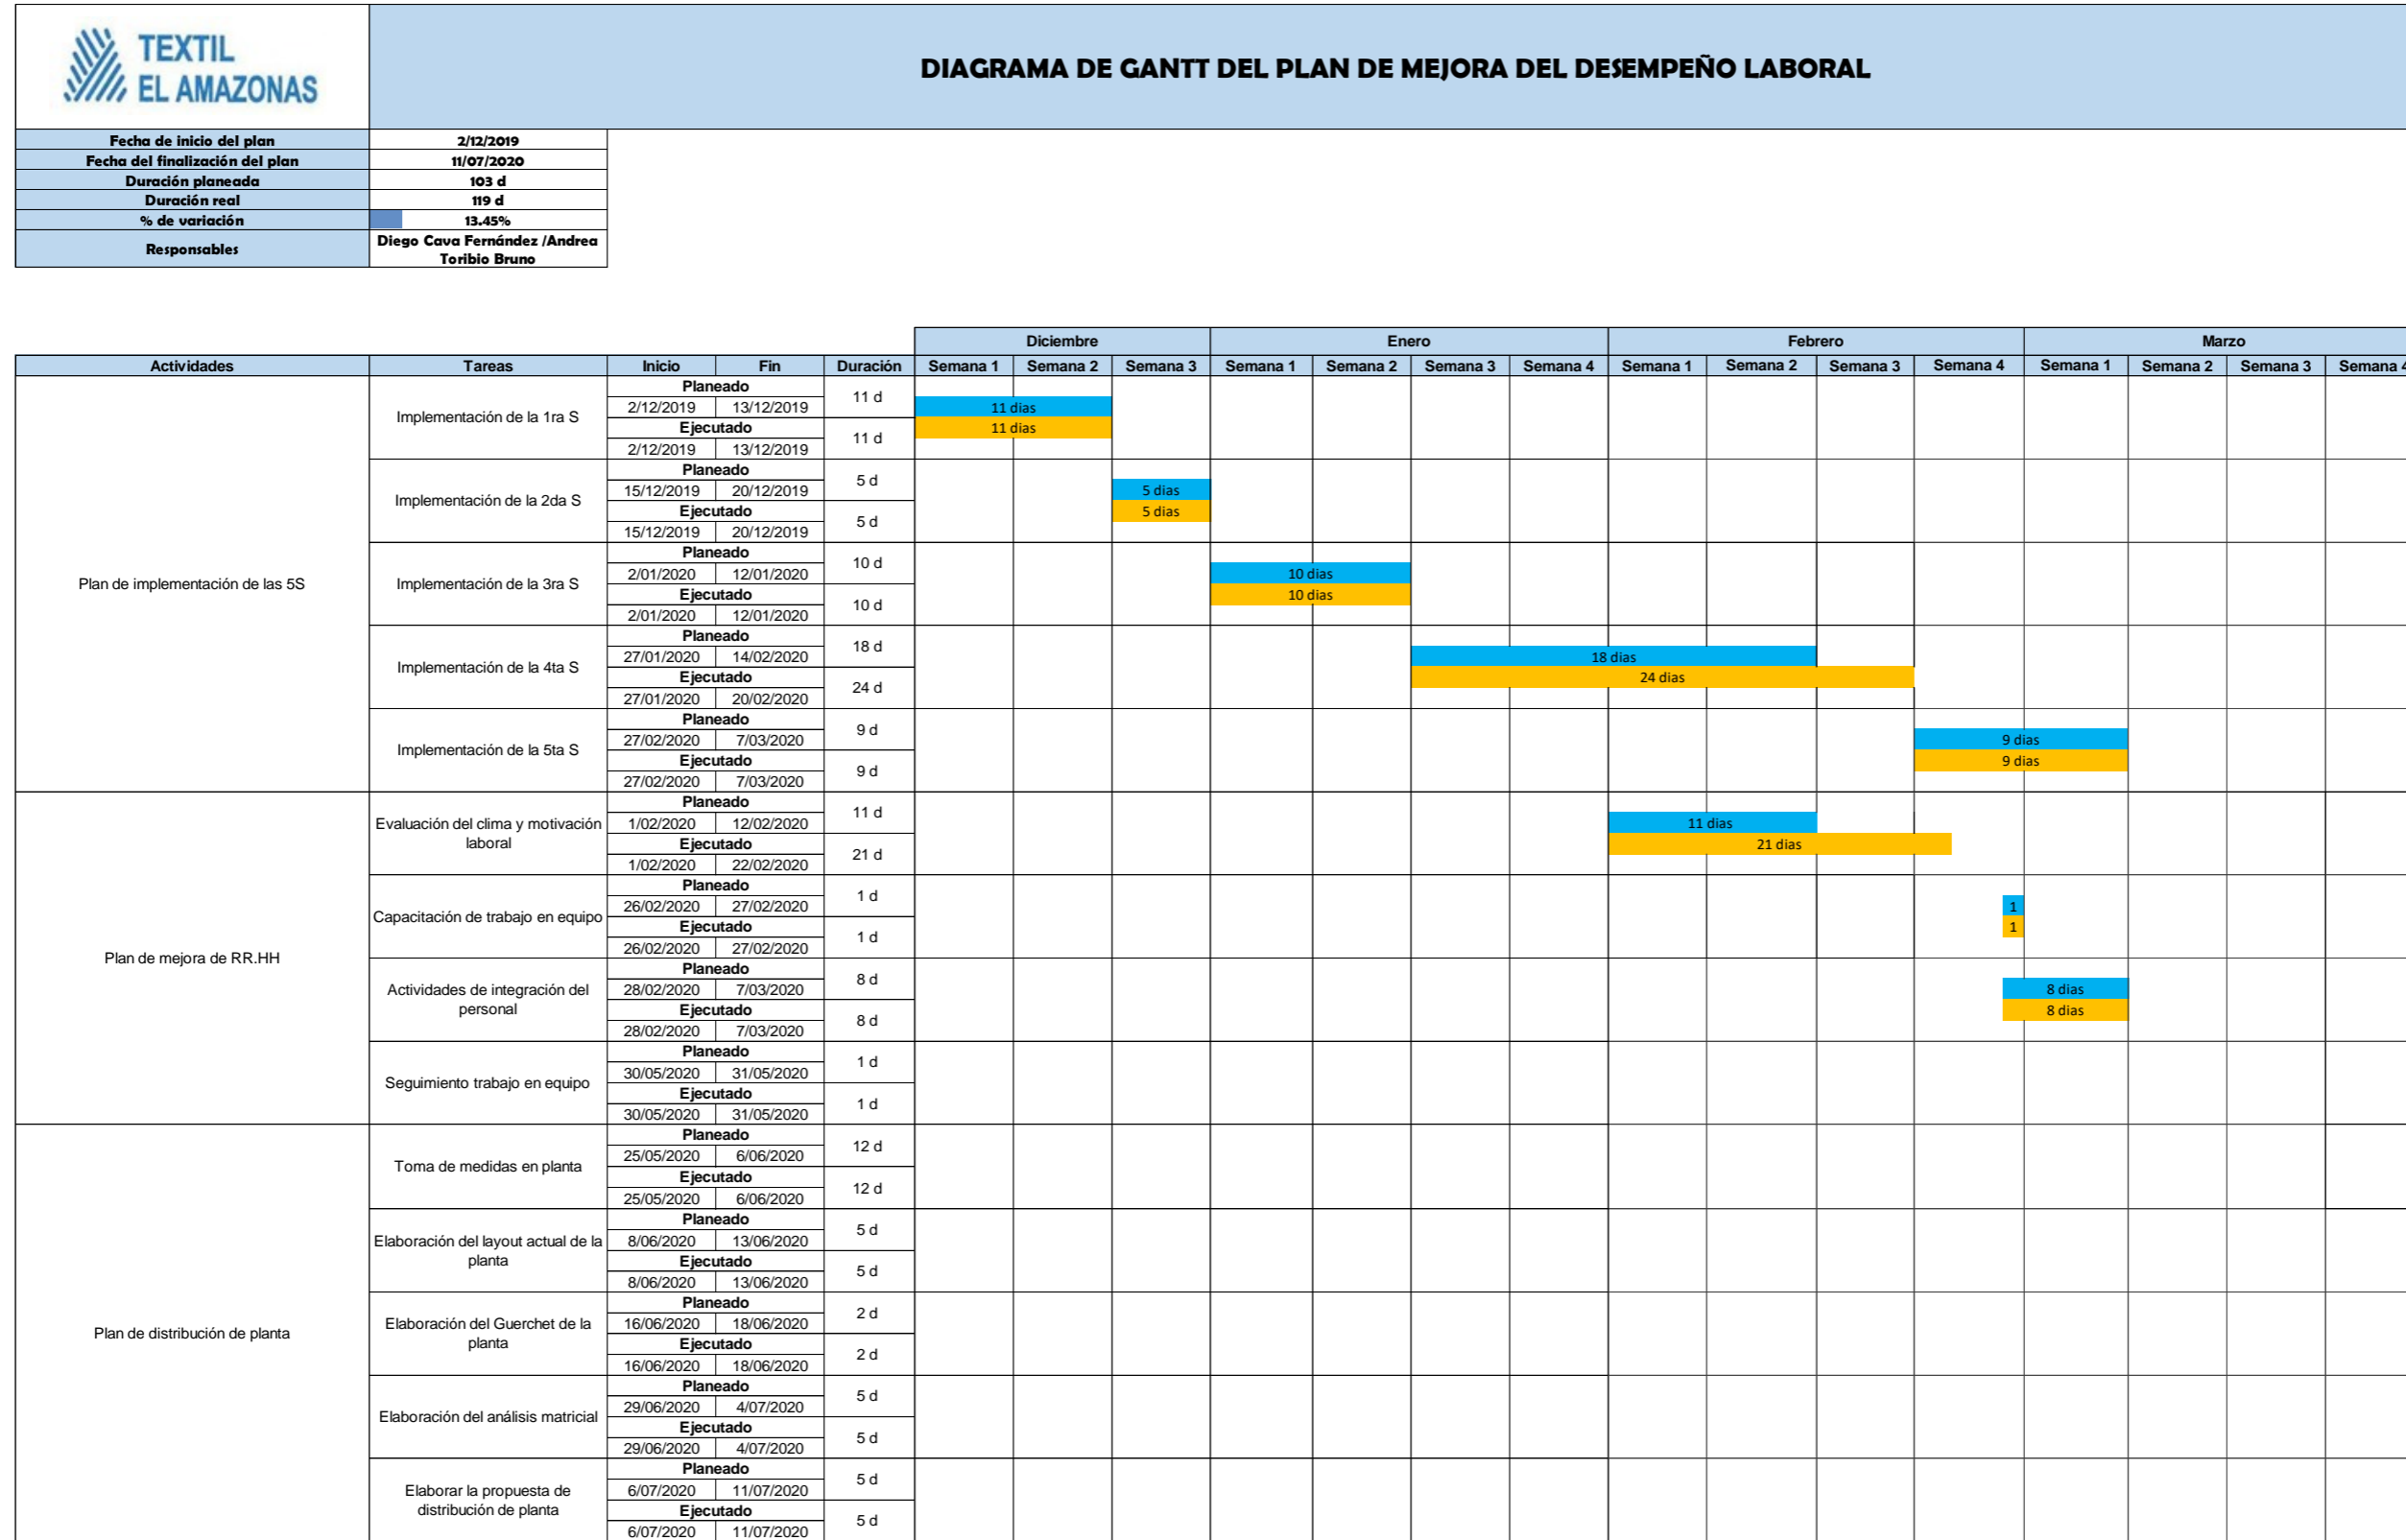 TEXTIL
EL AMAZONAS
DIAGRAMA DE GANTT DEL PLAN DE MEJORA DEL DESEMPEÑO LABORAL
Fecha de inicio del plan 2/12/2019
Fecha del finalización del plan 11/07/2020
Duración planeada 103 d
Duración real 119 d
% de variación 13.45%
Responsables Diego Cava Fernández /Andrea
Toribio Bruno
Diciembre Enero Febrero Marzo
Actividades Tareas Inicio Fin Duración Semana 1 Semana 2 Semana 3 Semana 1 Semana 2 Semana 3 Semana 4 Semana 1 Semana 2 Semana 3 Semana 4 Semana 1 Semana 2 Semana 3 Semana 4
Plan de implementación de las 5S
Implementación de la 1ra S
Planeado
2/12/2019 13/12/2019 11 d 11 dias
Ejecutado
2/12/2019 13/12/2019 11 d 11 dias
Implementación de la 2da S
Planeado
15/12/2019 20/12/2019 5 d 5 dias
Ejecutado
15/12/2019 20/12/2019 5 d 5 dias
Implementación de la 3ra S
Planeado
2/01/2020 12/01/2020 10 d 10 dias
Ejecutado
2/01/2020 12/01/2020 10 d 10 dias
Implementación de la 4ta S
Planeado
27/01/2020 14/02/2020 18 d 18 dias
Ejecutado
27/01/2020 20/02/2020 24 d 24 dias
Implementación de la 5ta S
Planeado
27/02/2020 7/03/2020 9 d 9 dias
Ejecutado
27/02/2020 7/03/2020 9 d 9 dias
Plan de mejora de RR.HH
Evaluación del clima y motivación
laboral
Planeado
1/02/2020 12/02/2020 11 d 11 dias
Ejecutado
1/02/2020 22/02/2020 21 d 21 dias
Capacitación de trabajo en equipo
Planeado
26/02/2020 27/02/2020 1 d 1
Ejecutado
26/02/2020 27/02/2020 1 d 1
Actividades de integración del
personal
Planeado
28/02/2020 7/03/2020 8 d 8 dias
Ejecutado
28/02/2020 7/03/2020 8 d 8 dias
Seguimiento trabajo en equipo
Planeado
30/05/2020 31/05/2020 1 d
Ejecutado
30/05/2020 31/05/2020 1 d
Plan de distribución de planta
Toma de medidas en planta
Planeado
25/05/2020 6/06/2020 12 d
Ejecutado
25/05/2020 6/06/2020 12 d
Elaboración del layout actual de la
planta
Planeado
8/06/2020 13/06/2020 5 d
Ejecutado
8/06/2020 13/06/2020 5 d
Elaboración del Guerchet de la
planta
Planeado
16/06/2020 18/06/2020 2 d
Ejecutado
16/06/2020 18/06/2020 2 d
Elaboración del análisis matricial
Planeado
29/06/2020 4/07/2020 5 d
Ejecutado
29/06/2020 4/07/2020 5 d
Elaborar la propuesta de
distribución de planta
Planeado
6/07/2020 11/07/2020 5 d
Ejecutado
6/07/2020 11/07/2020 5 d